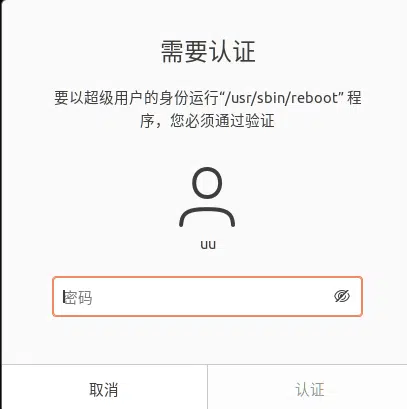 需要认证
要以超级用户的身份运行“/usr/sbin/reboot” 程
序，您必须通过验证
uu
密码
取消
认证